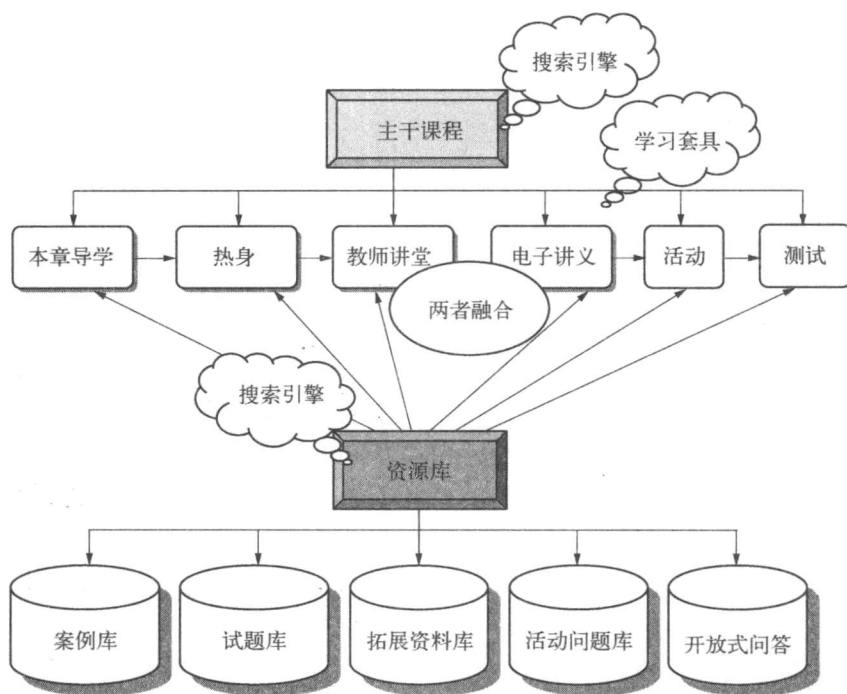 搜索引擎
主干课程
学习套具
本章导学
热身
教师讲堂
电子讲义
活动
测试
两者融合
搜索引擎
资源库
案例库
试题库
拓展资料库
活动问题库
开放式问答